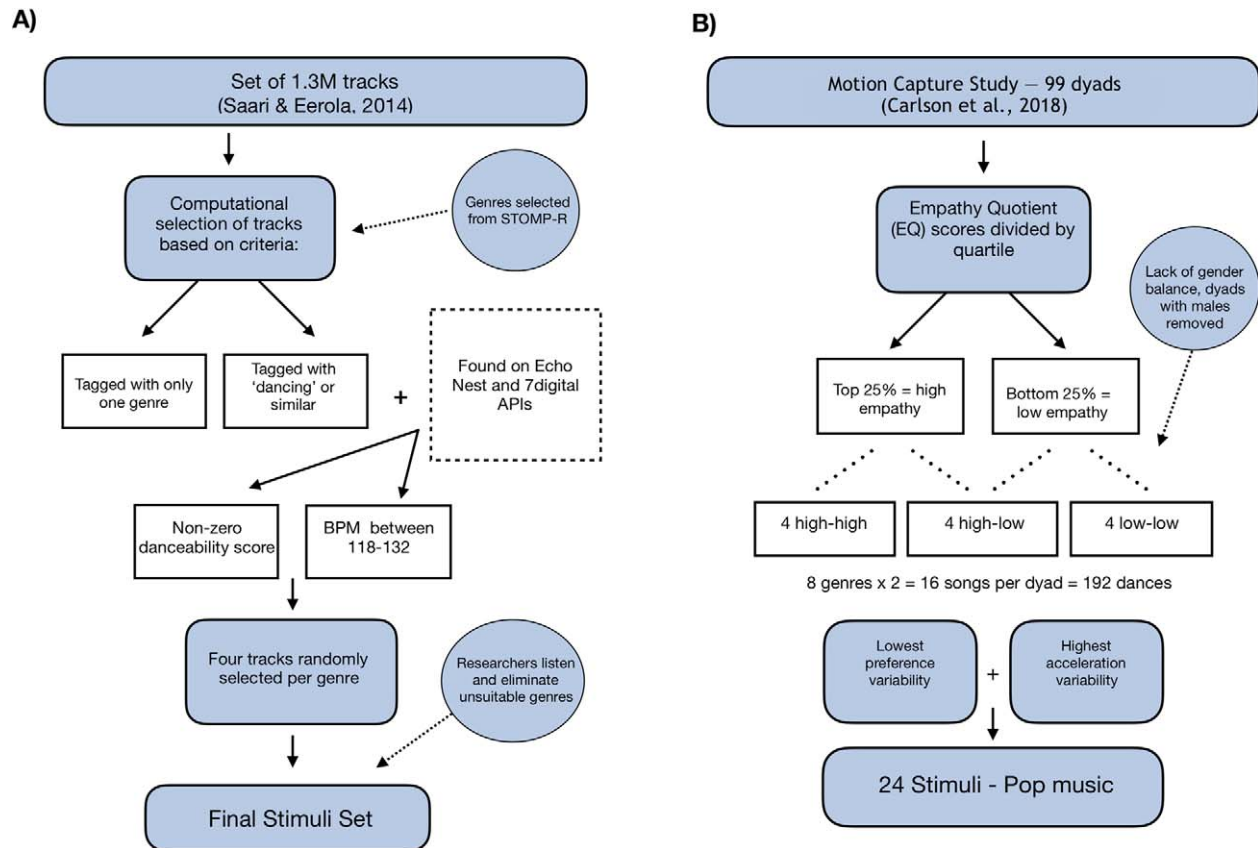 A)
Set of 1.3M tracks
(Saari & Eerola, 2014)
Computational
selection of tracks
based on criteria:
Genres selected
from STOMP-R
Tagged with only
one genre
Tagged with
‘dancing’ or
similar
+
Found on Echo
Nest and 7digital
APIs
Non-zero
danceability score
BPM between
118-132
Four tracks randomly
selected per genre
Researchers listen
and eliminate
unsuitable genres
Final Stimuli Set
B)
Motion Capture Study – 99 dyads
(Carlson et al., 2018)
Empathy Quotient
(EQ) scores divided by
quartile
Lack of gender
balance, dyads
with males
removed
Top 25% = high
empathy
Bottom 25% =
low empathy
4 high-high
4 high-low
4 low-low
8 genres x 2 = 16 songs per dyad = 192 dances
Lowest
preference
variability
+
Highest
acceleration
variability
24 Stimuli - Pop music